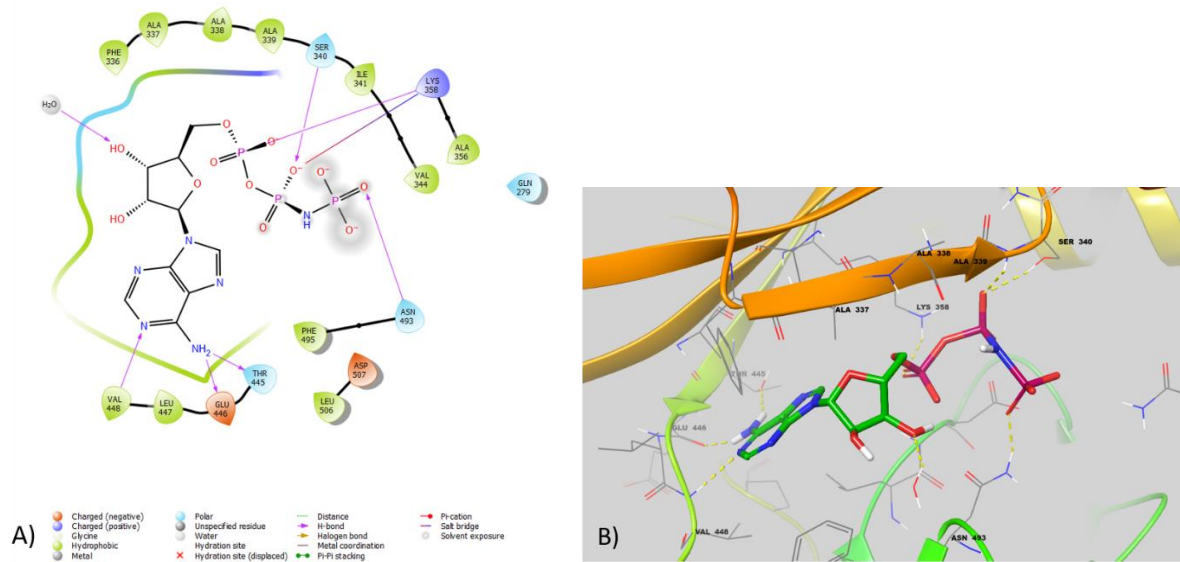 PHE
336
ALA
337
ALA
338
ALA
339
SER
340
ILE
341
LYS
358
VAL
344
ALA
356
GLN
279
H₂O
HO
HO
O
O
P
O⁻
O
O
O⁻
P
O
N
H
O⁻
P
O
O⁻
N
N
N
N
NH₂
PHE
495
ASN
493
ASP
507
LEU
506
VAL
448
LEU
447
GLU
446
THR
445
A)
Charged (negative)
Charged (positive)
Glycine
Hydrophobic
Metal
Polar
Unspecified residue
Water
Hydration site
Hydration site (displaced)
Distance
H-bond
Halogen bond
Metal coordination
Pi-Pi stacking
Pi-cation
Salt bridge
Solvent exposure
SER 340
ALA 338
ALA 339
LYS 358
ALA 337
THR 445
GLU 446
VAL 448
ASN 493
B)